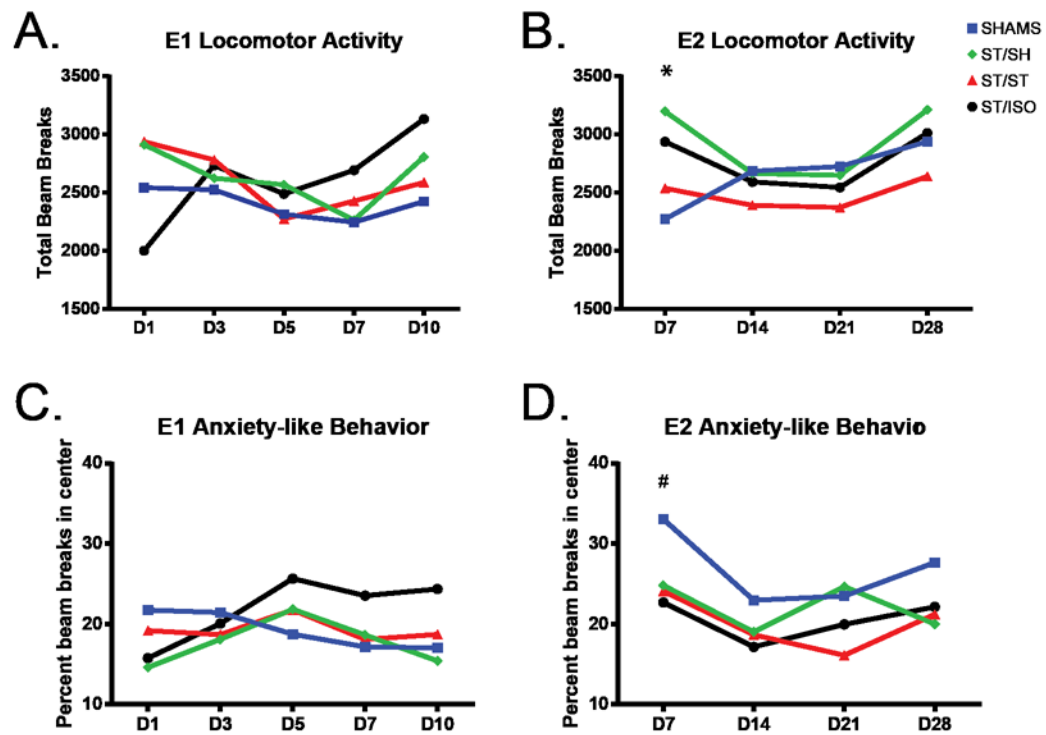 A.
E1 Locomotor Activity
Total Beam Breaks
3500
3000
2500
2000
1500
D1 D3 D5 D7 D10
B.
E2 Locomotor Activity
*
Total Beam Breaks
3500
3000
2500
2000
1500
D7 D14 D21 D28
SHAMS
ST/SH
ST/ST
ST/ISO
C.
E1 Anxiety-like Behavior
Percent beam breaks in center
40
30
20
10
D1 D3 D5 D7 D10
D.
E2 Anxiety-like Behavio
#
Percent beam breaks in center
40
30
20
10
D7 D14 D21 D28